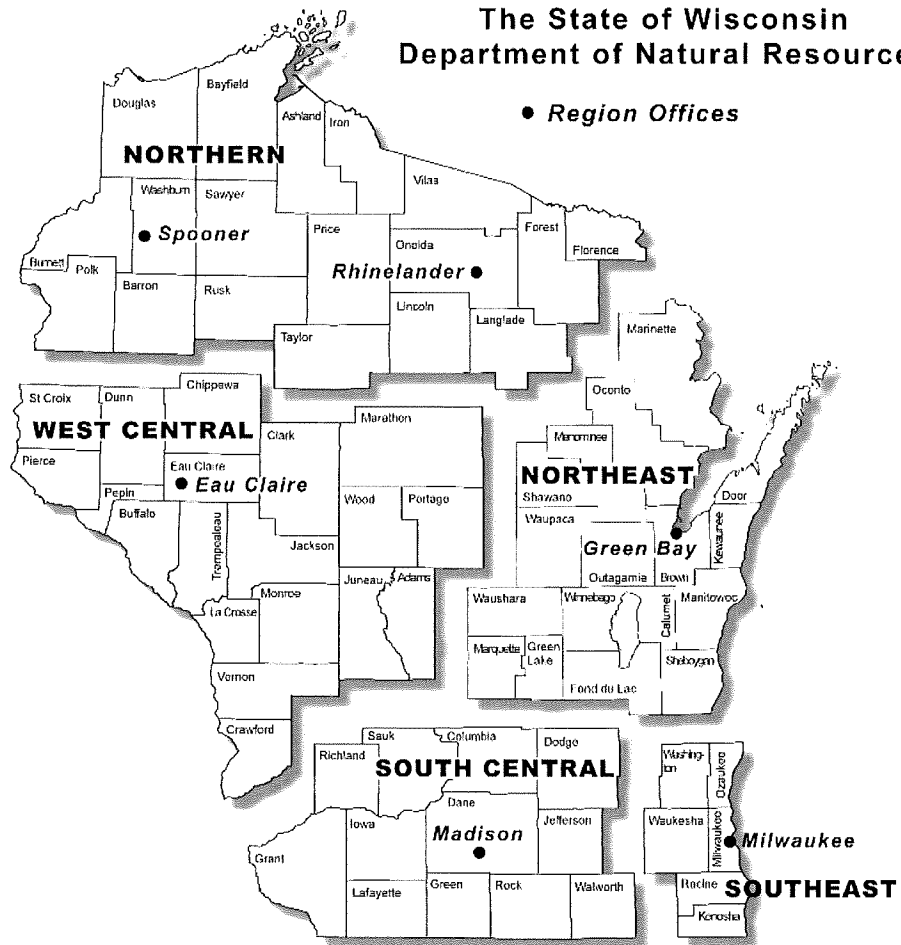 The State of Wisconsin
Department of Natural Resource
Region Offices
Douglas
Bayfield
Ashland
Iron
NORTHERN
Vilas
Washburn
Sawyer
Spooner
Price
Oneida
Forest
Florence
Burnett
Polk
Rhinelander
Barron
Rusk
Lincoln
Langlade
Taylor
Marinette
Chippewa
St Croix
Dunn
Oconto
Marathon
WEST CENTRAL
Clark
Menominee
Pierce
Eau Claire
Eau Claire
NORTHEAST
Pepin
Wood
Portago
Shawano
Door
Buffalo
Waupaca
Trempealeau
Jackson
Green Bay
Kewaunee
Juneau
Adams
Outagamie
Brown
Monroe
La Crosse
Waushara
Winnebago
Calumet
Manitowoc
Marquette
Green
Lake
Sheboygan
Vernon
Fond du Lac
Crawford
Sauk
Columbia
Dodge
Richland
SOUTH CENTRAL
Washing-
ton
Ozaukee
Dane
Iowa
Jefferson
Waukesha
Milwaukee
Madison
Milwaukee
Grant
Lafayette
Green
Rock
Walworth
Racine
SOUTHEAST
Konosha